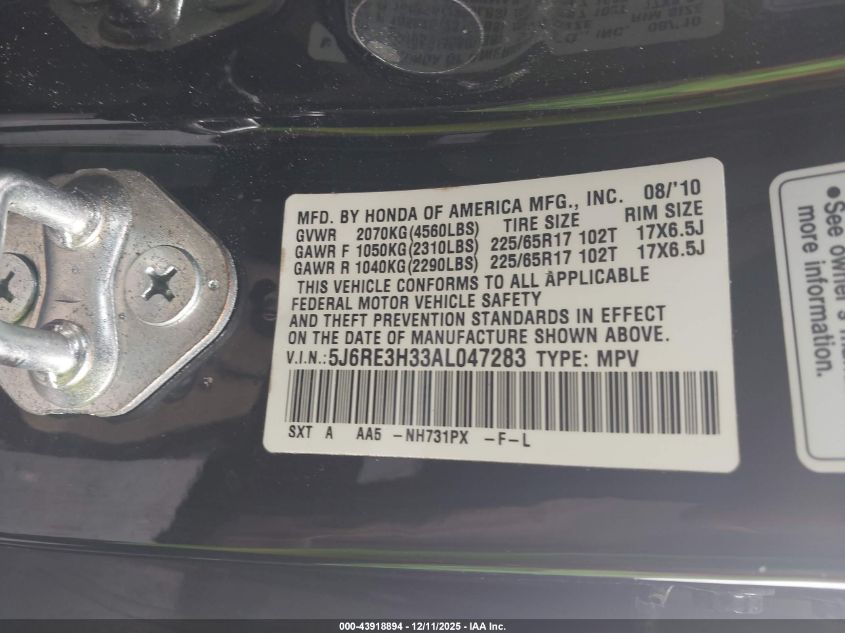 MFD. BY HONDA OF AMERICA MFG., INC. 08/'10
GVWR 2070KG(4560LBS) TIRE SIZE RIM SIZE
GAWR F 1050KG(2310LBS) 225/65R17 102T 17X6.5J
GAWR R 1040KG(2290LBS) 225/65R17 102T 17X6.5J
THIS VEHICLE CONFORMS TO ALL APPLICABLE
FEDERAL MOTOR VEHICLE SAFETY
AND THEFT PREVENTION STANDARDS IN EFFECT
ON THE DATE OF MANUFACTURE SHOWN ABOVE.
V.I.N.: 5J6RE3H33AL047283 TYPE: MPV
SXT A AA5 -NH731PX -F-L
•See owner's
more information.
000-43918894 - 12/11/2025 - IAA Inc.